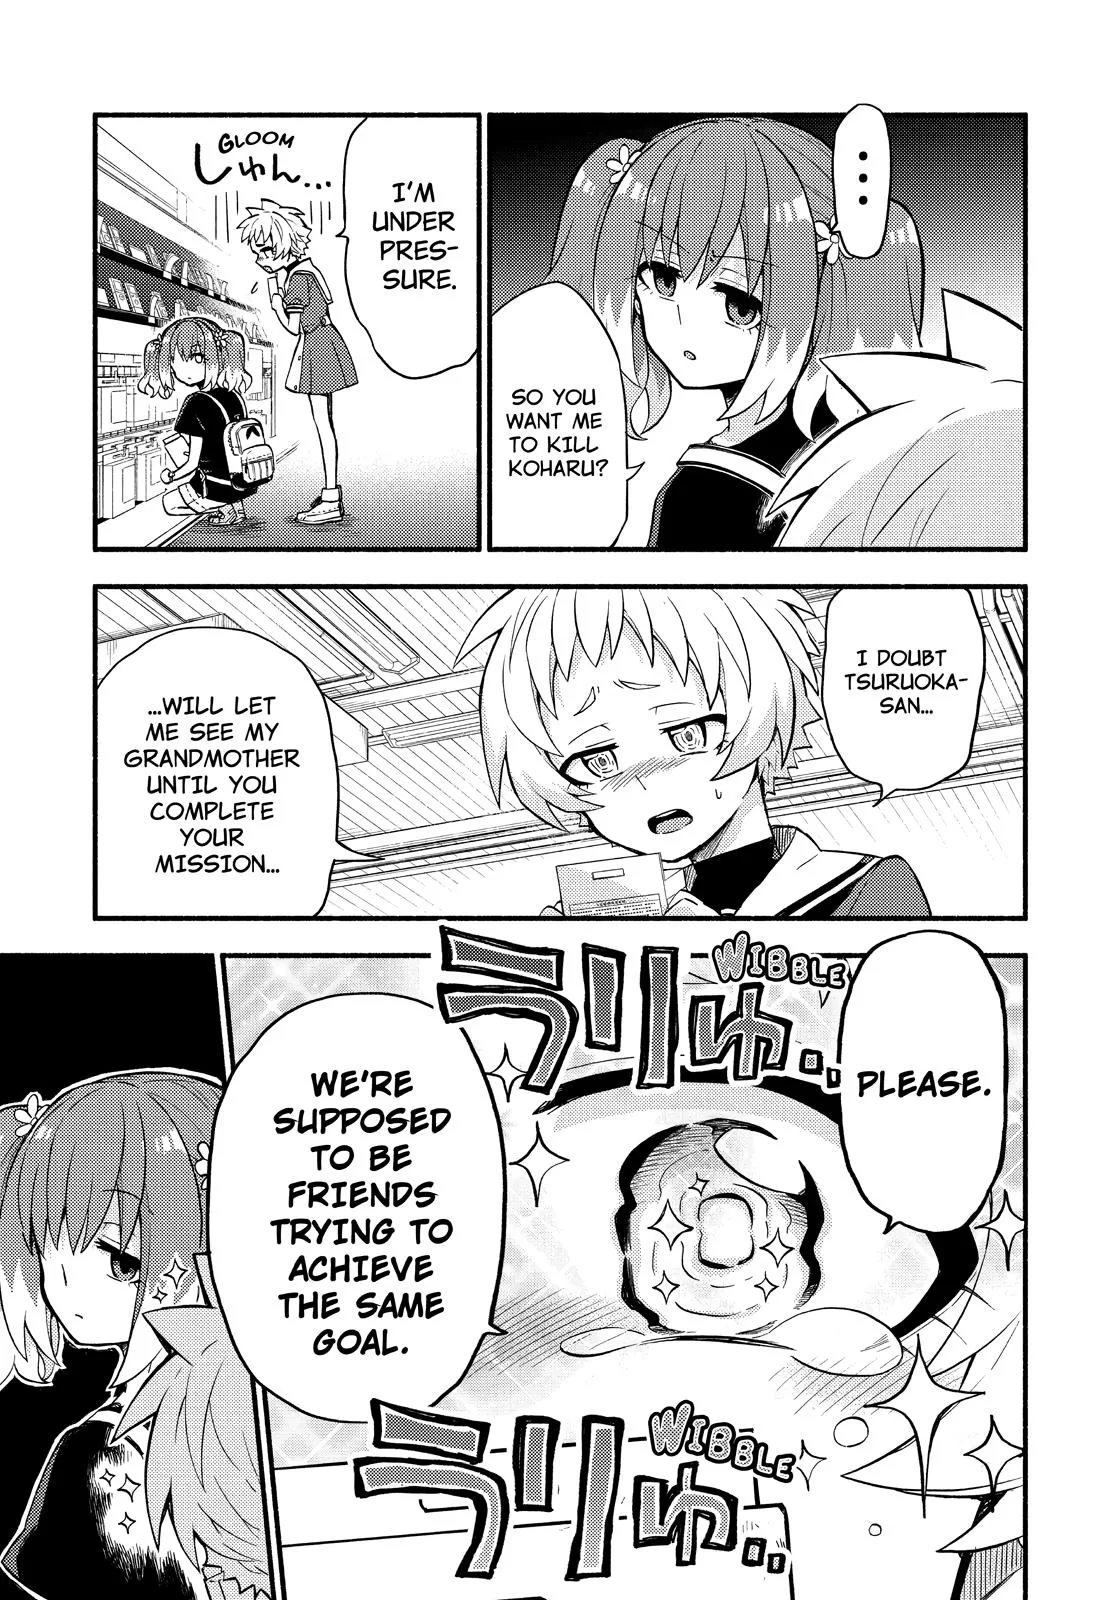 ...
SO YOU
WANT ME
TO KILL
KOHARU?
I'M
UNDER
PRES-
SURE.
GLOOM
しゅん...
I DOUBT
TSURUOKA-
SAN...
...WILL LET
ME SEE MY
GRANDMOTHER
UNTIL YOU
COMPLETE
YOUR
MISSION...
PLEASE.
WIBBLE
うりゅ..
WE'RE
SUPPOSED
TO BE
FRIENDS
TRYING TO
ACHIEVE
THE SAME
GOAL.
WIBBLE
うりゅ..